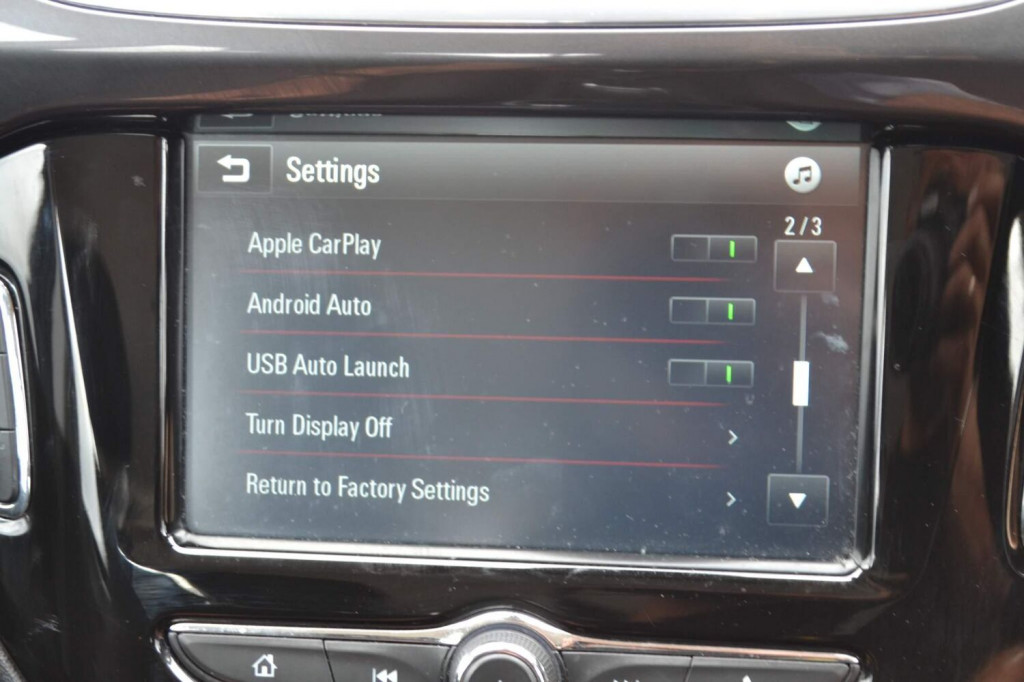 Settings
2/3
Apple CarPlay
Android Auto
USB Auto Launch
Turn Display Off
Return to Factory Settings